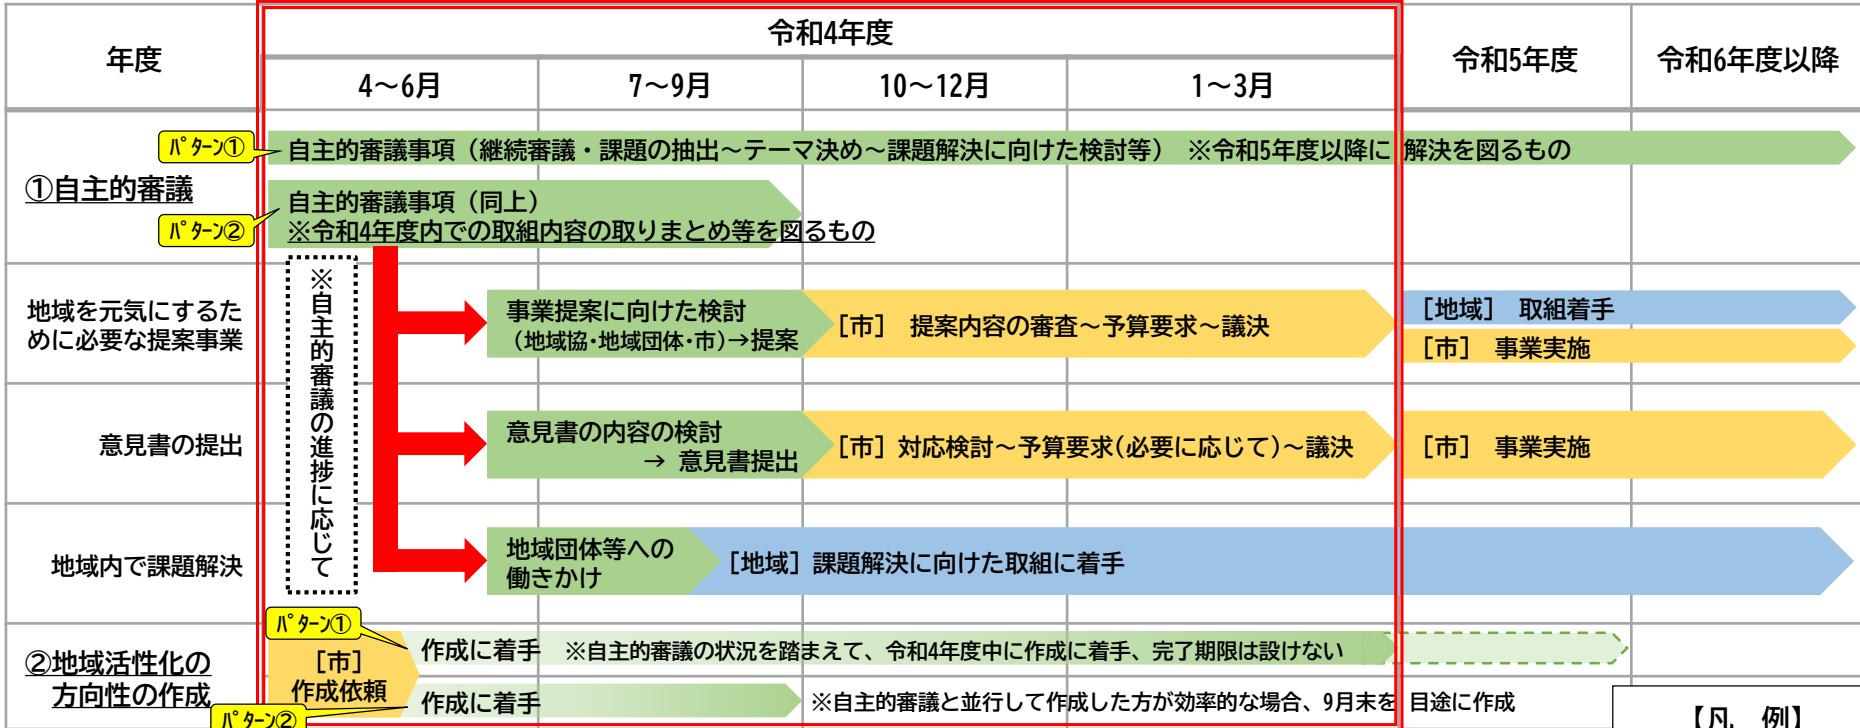 年度
令和4年度
令和5年度
令和6年度以降
4～6月
7～9月
10～12月
1～3月
ﾊﾟﾀｰﾝ①
自主的審議事項（継続審議・課題の抽出～テーマ決め～課題解決に向けた検討等） ※令和5年度以降に 解決を図るもの
①自主的審議
自主的審議事項（同上）
※令和4年度内での取組内容の取りまとめ等を図るもの
ﾊﾟﾀｰﾝ②
※自主的審議の進捗に応じて
地域を元気にするた
めに必要な提案事業
事業提案に向けた検討
（地域協・地域団体・市）→提案
［市］ 提案内容の審査～予算要求～議決
［地域］ 取組着手
［市］ 事業実施
意見書の提出
意見書の内容の検討
→ 意見書提出
［市］対応検討～予算要求(必要に応じて)～議決
［市］ 事業実施
地域内で課題解決
地域団体等への
働きかけ
［地域］課題解決に向けた取組に着手
ﾊﾟﾀｰﾝ①
②地域活性化の
方向性の作成
［市］
作成依頼
作成に着手 ※自主的審議の状況を踏まえて、令和4年度中に作成に着手、完了期限は設けない
作成に着手
※自主的審議と並行して作成した方が効率的な場合、9月末を 目途に作成
ﾊﾟﾀｰﾝ②
【凡 例】